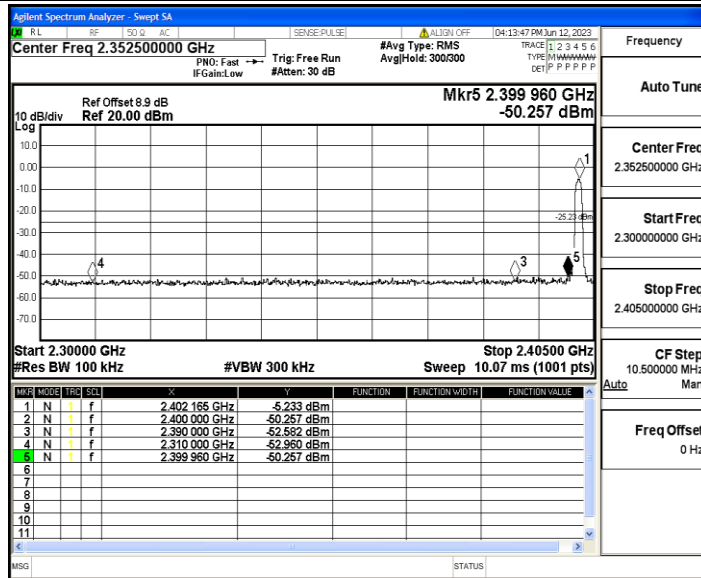 Agilent Spectrum Analyzer - Swept SA
RL RF 50 Ω AC SENSE:PULSE ALIGN OFF 04:13:47 PM Jun 12, 2023
Center Freq 2.352500000 GHz
PNO: Fast
IFGain:Low
Trig: Free Run
#Atten: 30 dB
#Avg Type: RMS
Avg|Hold: 300/300
TRACE 1 2 3 4 5 6
TYPE MWWWWW
DET P P P P P P
Ref Offset 8.9 dB
10 dB/div Ref 20.00 dBm
Log
Mkr5 2.399 960 GHz
-50.257 dBm
10.0
0.00
-10.0
-20.0
-30.0
-40.0
-50.0
-60.0
-70.0
1
-25.23 dBm
4
3
5
Start 2.30000 GHz Stop 2.40500 GHz
#Res BW 100 kHz #VBW 300 kHz Sweep 10.07 ms (1001 pts)
MKR MODE TRC SCL X Y FUNCTION FUNCTION WIDTH FUNCTION VALUE
1 N 1 f 2.402 165 GHz -5.233 dBm
2 N 1 f 2.400 000 GHz -50.257 dBm
3 N 1 f 2.390 000 GHz -52.582 dBm
4 N 1 f 2.310 000 GHz -52.960 dBm
5 N 1 f 2.399 960 GHz -50.257 dBm
6
7
8
9
10
11
MSG STATUS
Frequency
Auto Tune
Center Freq
2.352500000 GHz
Start Freq
2.300000000 GHz
Stop Freq
2.405000000 GHz
CF Step
10.500000 MHz
Auto Man
Freq Offset
0 Hz